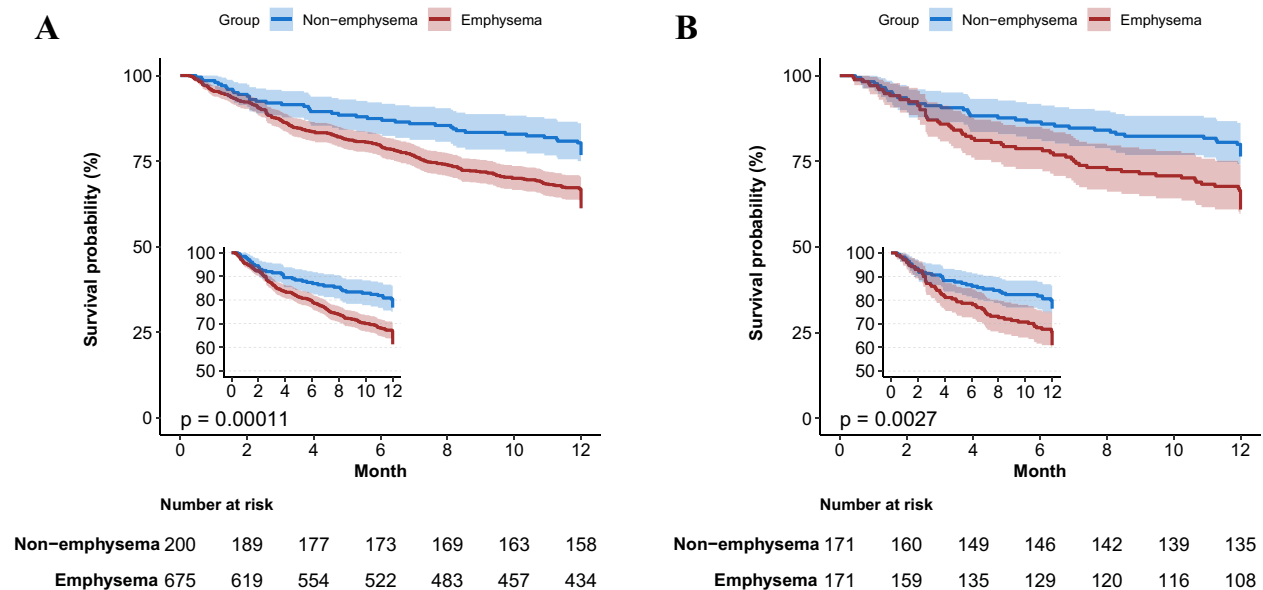 A
Group Non−emphysema Emphysema
100
75
50
25
0
Survival probability (%)
100
90
80
70
60
50
0 2 4 6 8 10 12
p = 0.00011
0 2 4 6 8 10 12
Month
Number at risk
Non−emphysema 200 189 177 173 169 163 158
Emphysema 675 619 554 522 483 457 434
B
Group Non−emphysema Emphysema
100
75
50
25
0
Survival probability (%)
100
90
80
70
60
50
0 2 4 6 8 10 12
p = 0.0027
0 2 4 6 8 10 12
Month
Number at risk
Non−emphysema 171 160 149 146 142 139 135
Emphysema 171 159 135 129 120 116 108